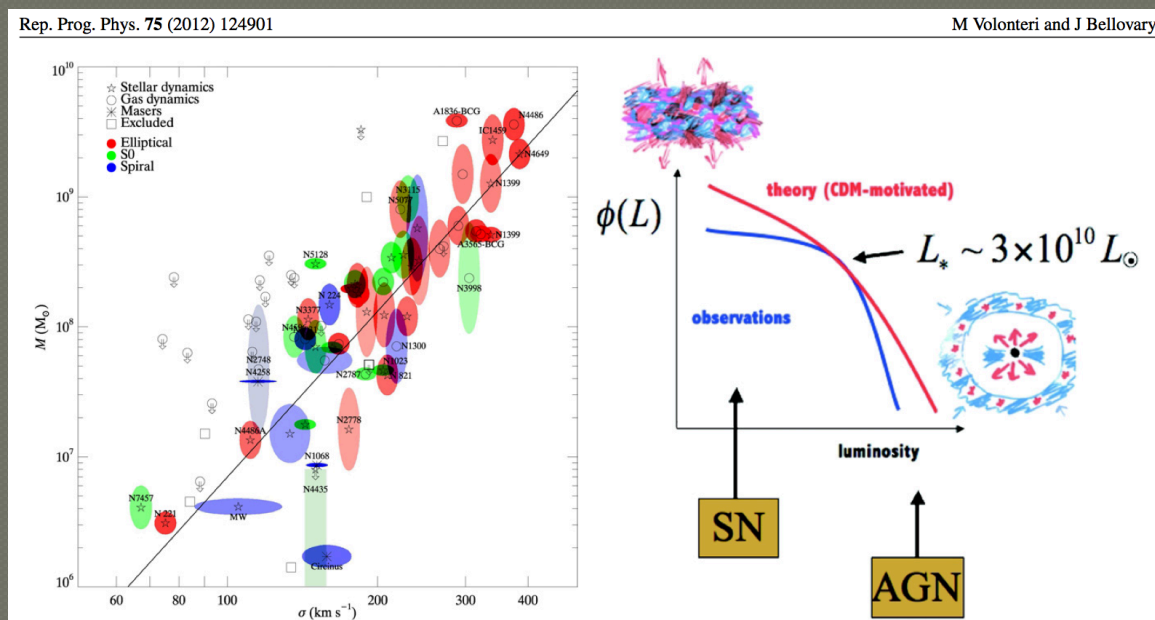 Rep. Prog. Phys. 75 (2012) 124901
M Volonteri and J Bellovary
10¹⁰
10⁹
10⁸
10⁷
10⁶
M (M⊙)
Stellar dynamics
Gas dynamics
Masers
Excluded
Elliptical
S0
Spiral
A1836-BCG
N4486
IC1459
N4649
N1399
N3115
N5077
A3565-BCG
N1399
N5128
N3998
N 224
N3377
N1300
N2748
N4258
N1023
N2787
N 821
N4486A
N2778
N1068
N4435
N7457
N 221
MW
Circinus
60
80
100
200
300
400
σ (km s⁻¹)
ϕ(L)
theory (CDM-motivated)
L* ~ 3×10¹⁰ L⊙
observations
luminosity
SN
AGN